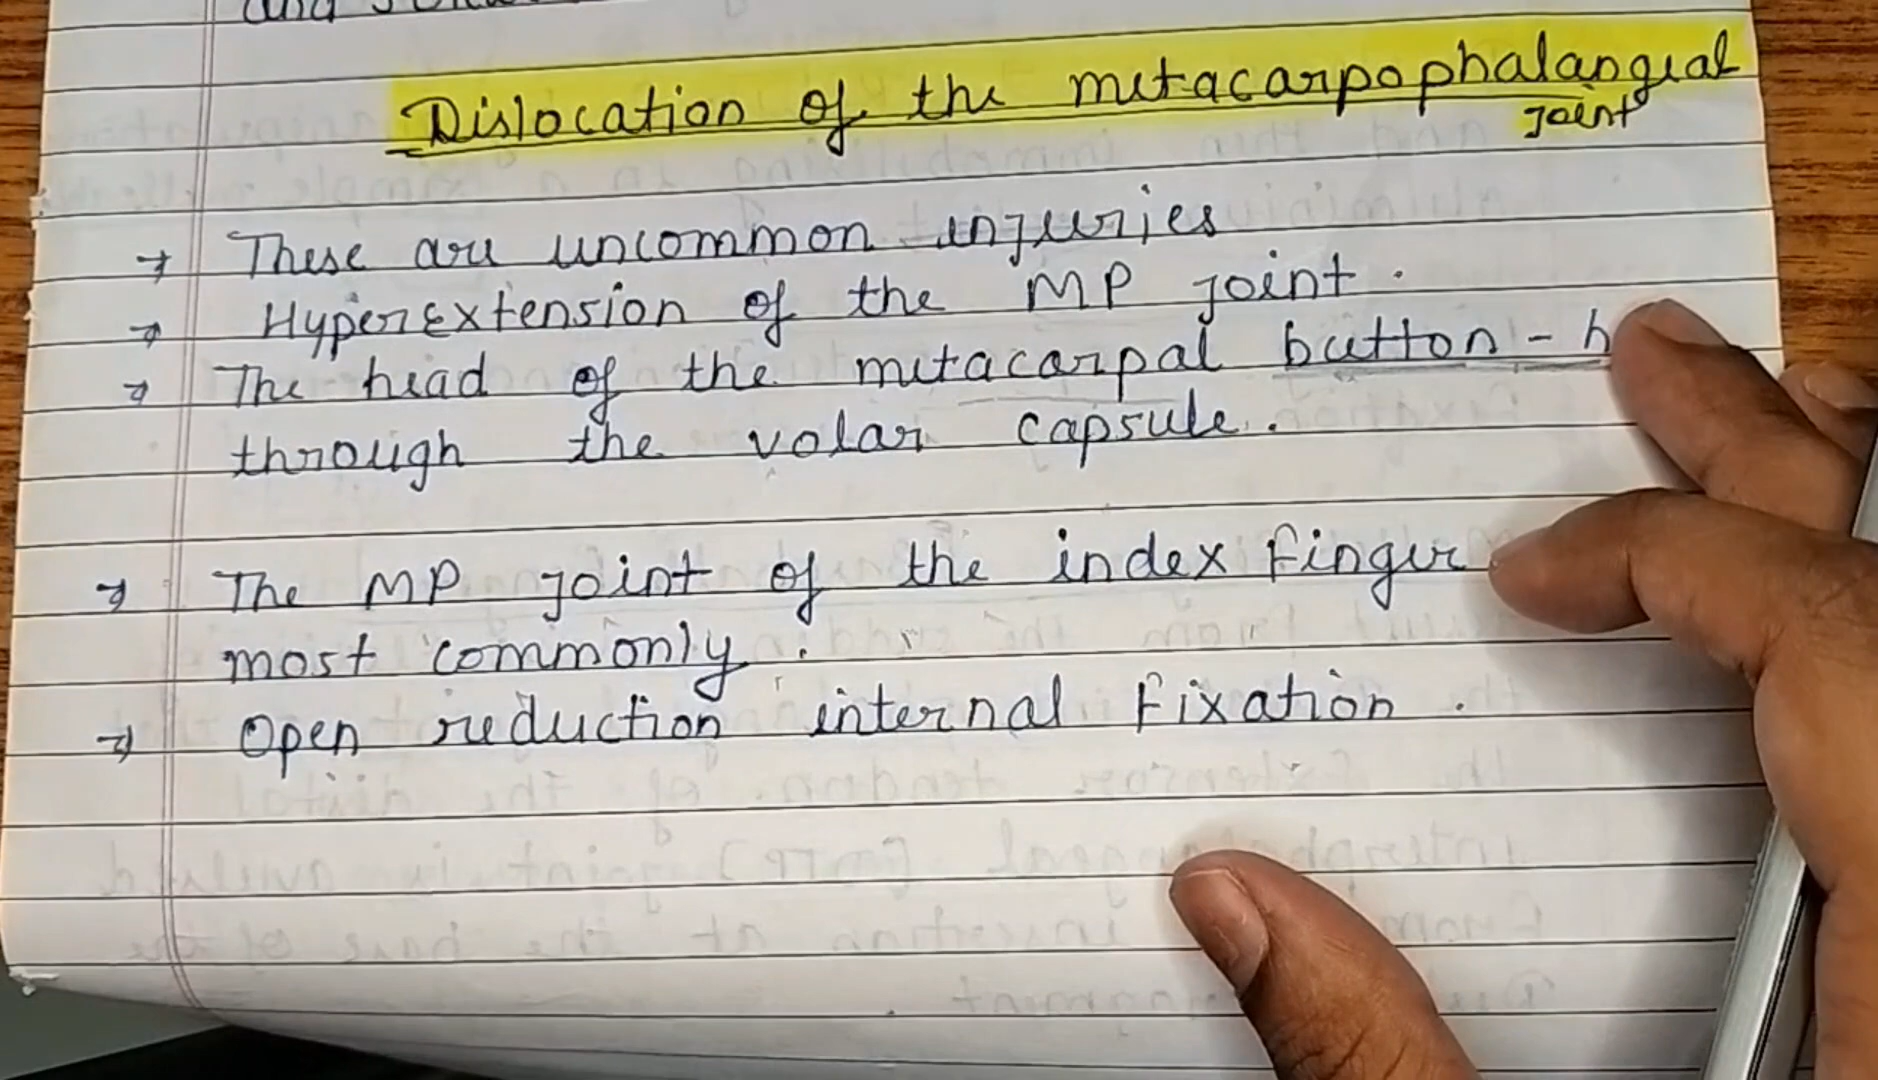 and
Dislocation of the metacarpophalangeal
Joint
→ These are uncommon injuries
→ HyperExtension of the MP joint.
→ The head of the metacarpal button - h
through the volar capsule.
→ The MP joint of the index finger
most commonly.
→ Open reduction internal Fixation.